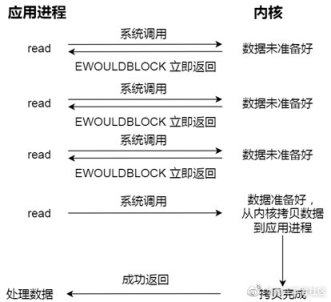 应用进程 内核
系统调用
read 数据未准备好
EWOULDBLOCK 立即返回
系统调用
read 数据未准备好
EWOULDBLOCK 立即返回
系统调用
read 数据未准备好
EWOULDBLOCK 立即返回
系统调用
read 数据准备好，
从内核拷贝数据
到应用进程
成功返回
处理数据 拷贝完成